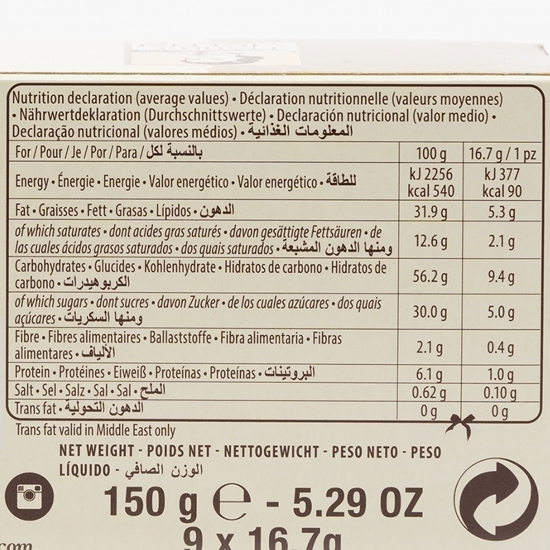 Nutrition declaration (average values) • Déclaration nutritionnelle (valeurs moyennes)
• Nährwertdeklaration (Durchschnittswerte) • Declaración nutricional (valor medio) •
Declaração nutricional (valores médios) • المعلومات الغذائية
For / Pour / Je / Por / Para / بالنسبة لكل 100 g 16.7 g / 1 pz
Energy • Énergie • Energie • Valor energético • Valor energético • للطاقة kJ 2256 kcal 540 kJ 377 kcal 90
Fat • Graisses • Fett • Grasas • Lípidos • الدهون 31.9 g 5.3 g
of which saturates • dont acides gras saturés • davon gesättigte Fettsäuren • de
las cuales ácidos grasos saturados • dos quais saturados • ومنها الدهون المشبعة 12.6 g 2.1 g
Carbohydrates • Glucides • Kohlenhydrate • Hidratos de carbono • Hidratos de
carbono • الكربوهيدرات 56.2 g 9.4 g
of which sugars • dont sucres • davon Zucker • de los cuales azúcares • dos quais
açúcares • ومنها السكريات 30.0 g 5.0 g
Fibre • Fibres alimentaires • Ballaststoffe • Fibra alimentaria • Fibras
alimentares • الألياف 2.1 g 0.4 g
Protein • Protéines • Eiweiß • Proteínas • Proteínas • البروتينات 6.1 g 1.0 g
Salt • Sel • Salz • Sal • Sal • الملح 0.62 g 0.10 g
Trans fat • الدهون التحولية 0 g 0 g
Trans fat valid in Middle East only
NET WEIGHT - POIDS NET - NETTOGEWICHT - PESO NETO - PESO
LÍQUIDO - الوزن الصافي
150 g ℮ - 5.29 OZ
9 x 16.7g
.com